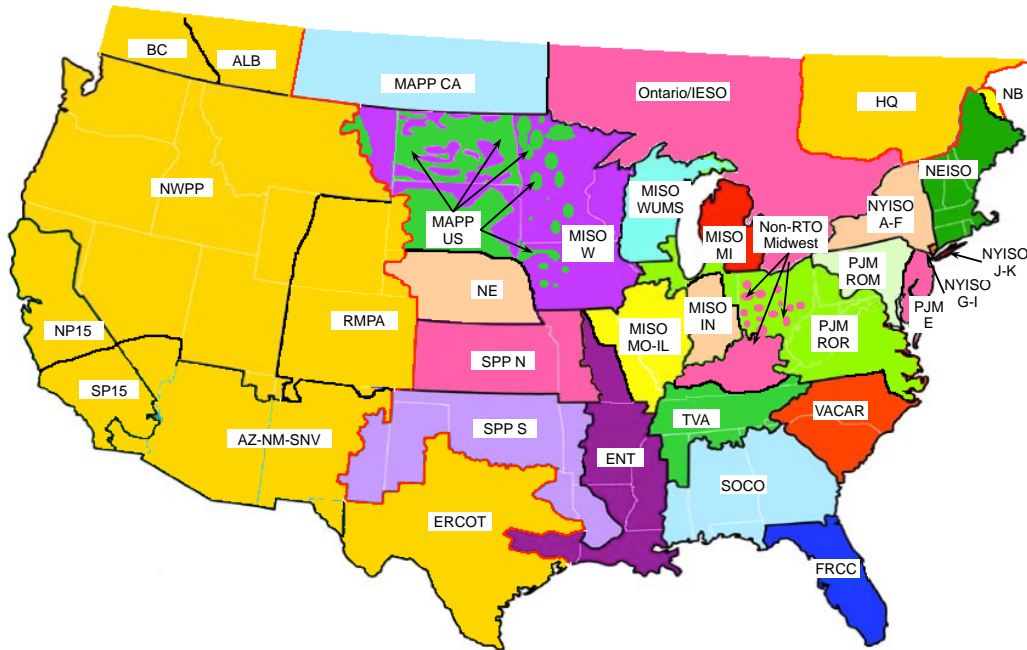 BC
ALB
MAPP CA
Ontario/IESO
HQ
NB
NWPP
MAPP
US
MISO
W
MISO
WUMS
MISO
MI
Non-RTO
Midwest
NYISO
A-F
NEISO
NYISO
J-K
NYISO
G-I
PJM
ROM
PJM
E
NE
RMPA
NP15
SP15
SPP N
MISO
MO-IL
MISO
IN
PJM
ROR
AZ-NM-SNV
SPP S
ENT
TVA
VACAR
SOCO
ERCOT
FRCC